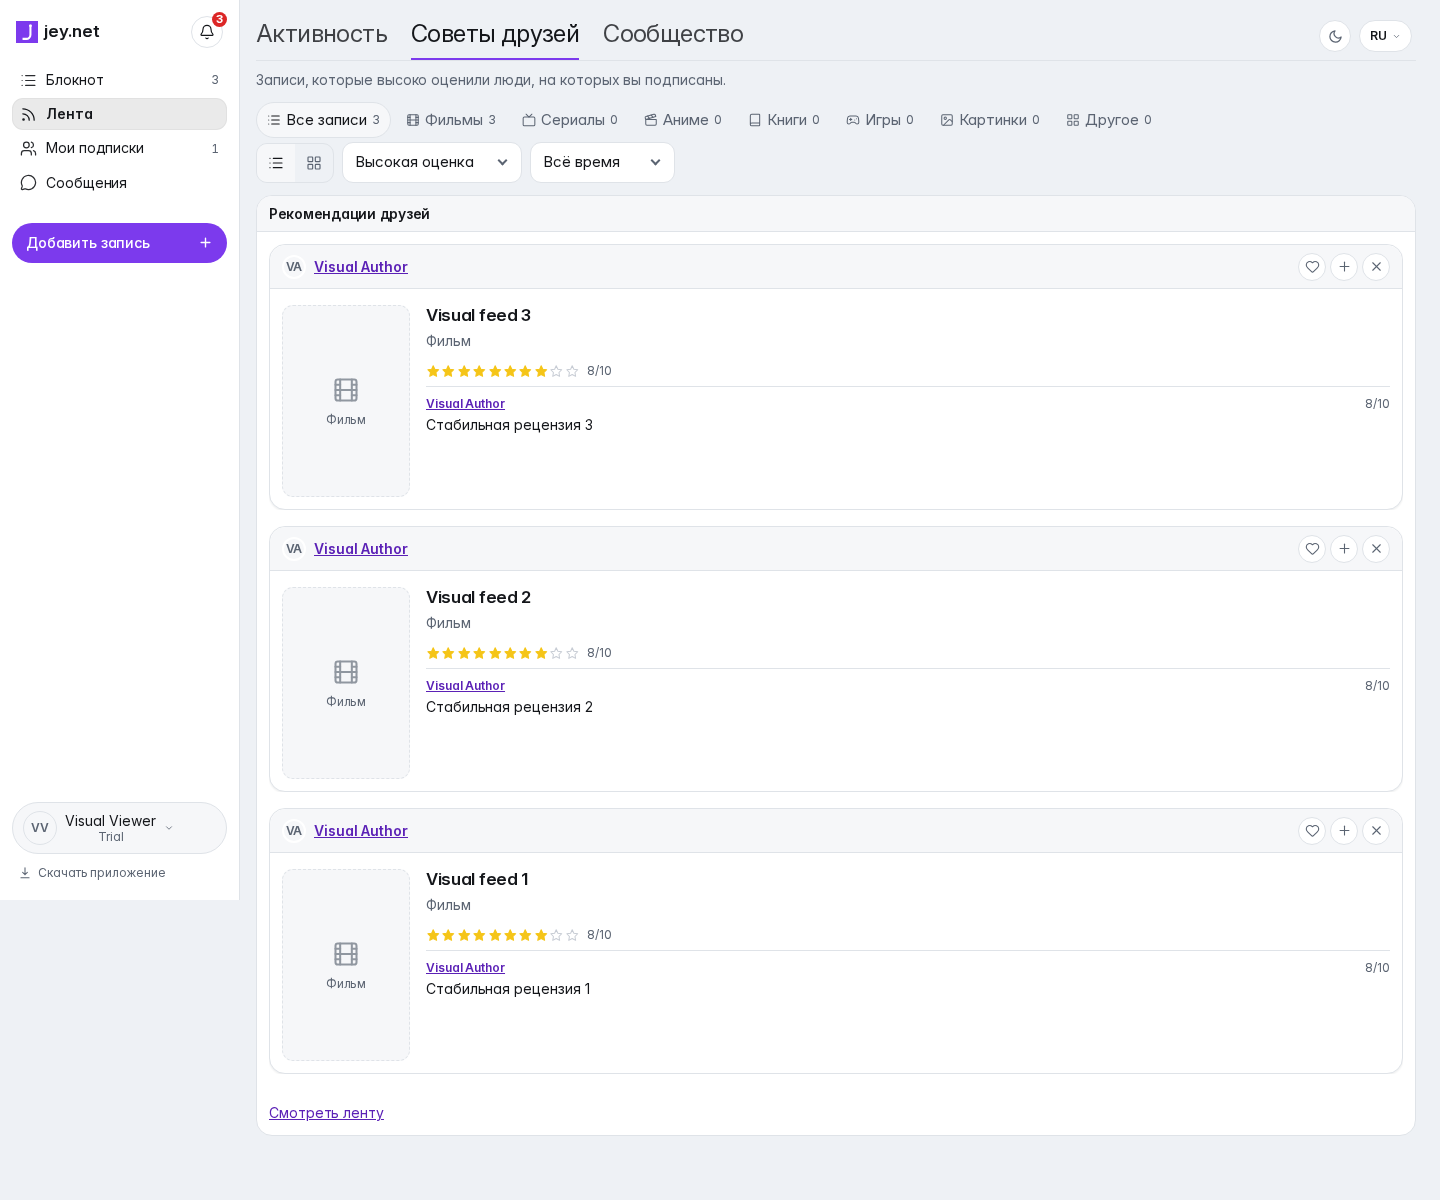 jey.net
3
Блокнот 3
Лента
Мои подписки 1
Сообщения
Добавить запись
VV Visual Viewer
Trial
Скачать приложение
Активность Советы друзей Сообщество
RU
Записи, которые высоко оценили люди, на которых вы подписаны.
Все записи 3 Фильмы 3 Сериалы 0 Аниме 0 Книги 0 Игры 0 Картинки 0 Другое 0
Высокая оценка Всё время
Рекомендации друзей
VA Visual Author
Visual feed 3
Фильм
8/10
Фильм
Visual Author 8/10
Стабильная рецензия 3
VA Visual Author
Visual feed 2
Фильм
8/10
Фильм
Visual Author 8/10
Стабильная рецензия 2
VA Visual Author
Visual feed 1
Фильм
8/10
Фильм
Visual Author 8/10
Стабильная рецензия 1
Смотреть ленту